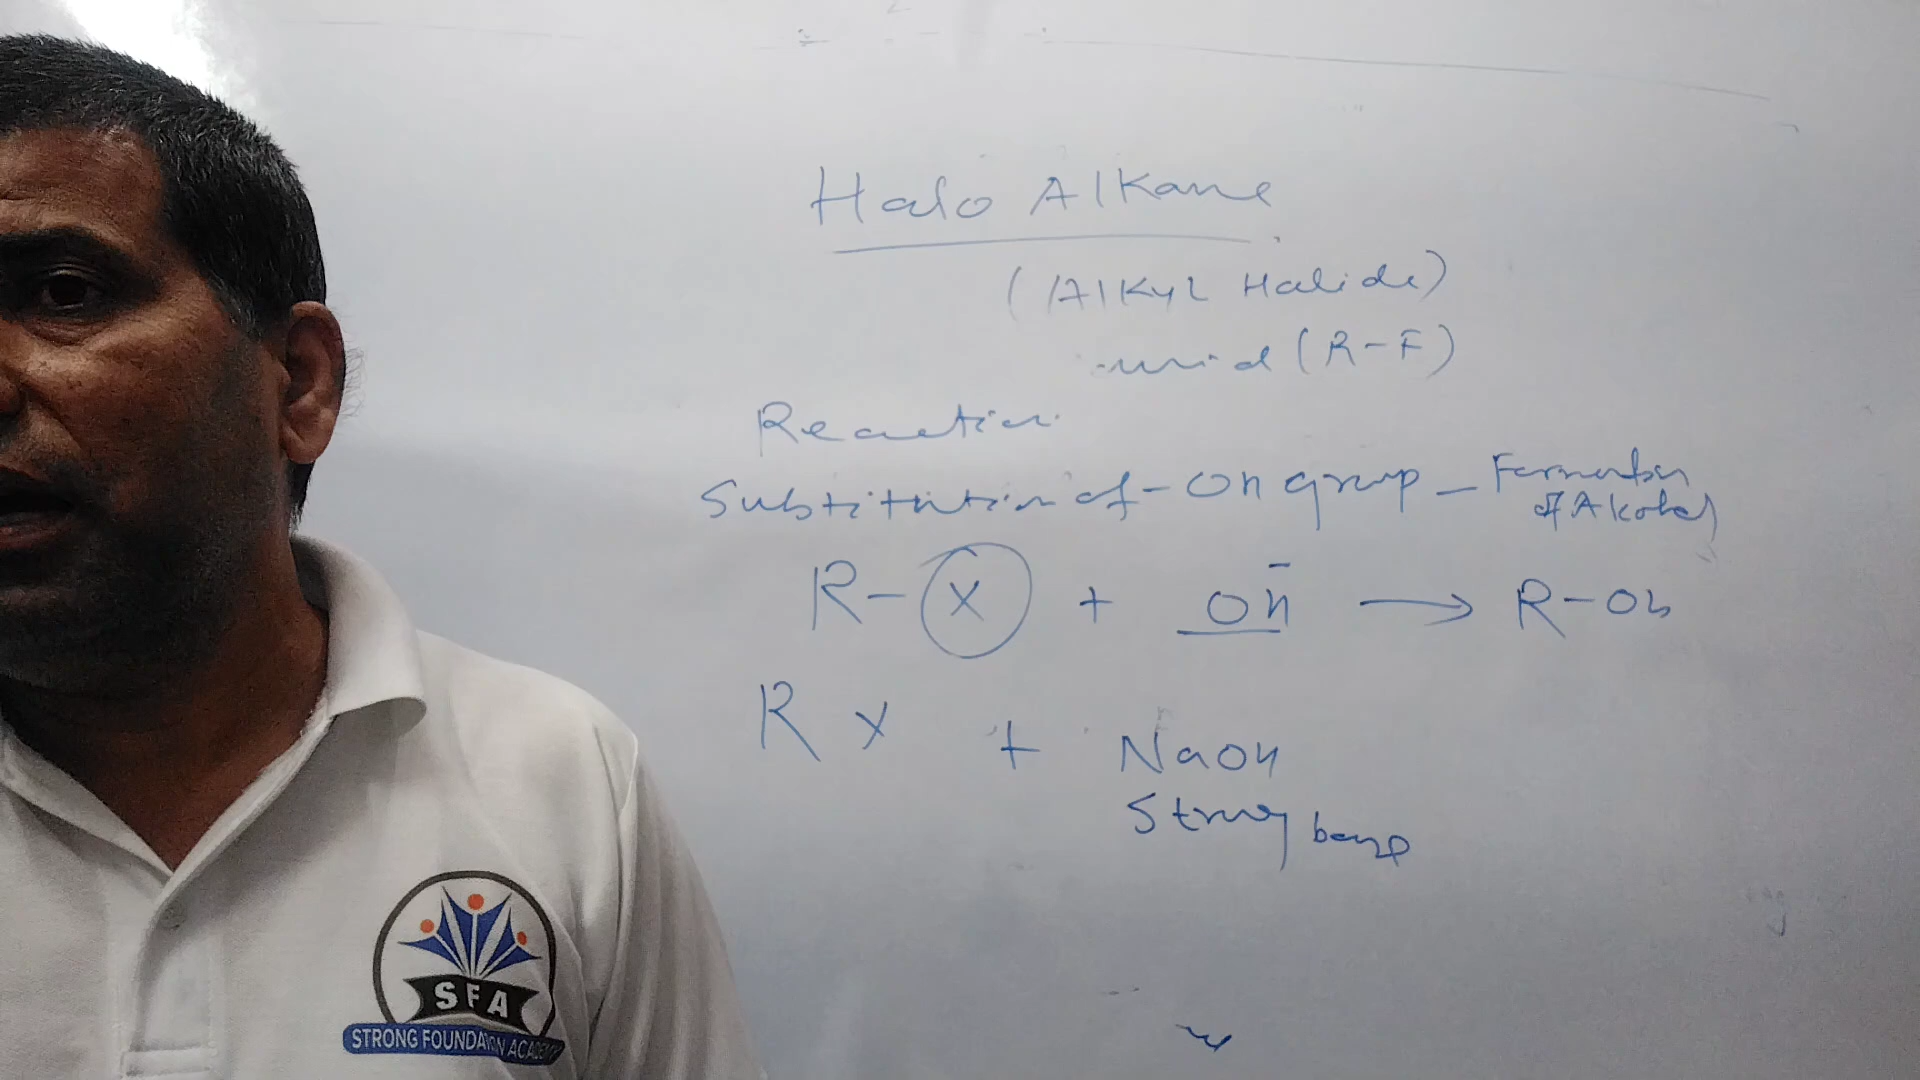 Halo Alkane
(Alkyl Halide)
(R-F)
Reaction
Substitution of - OH group - Formation
of Alcohol
R-X + OH⁻ → R-Oh
R X + NaOH
Strong base
SFA
STRONG FOUNDATION ACADEMY